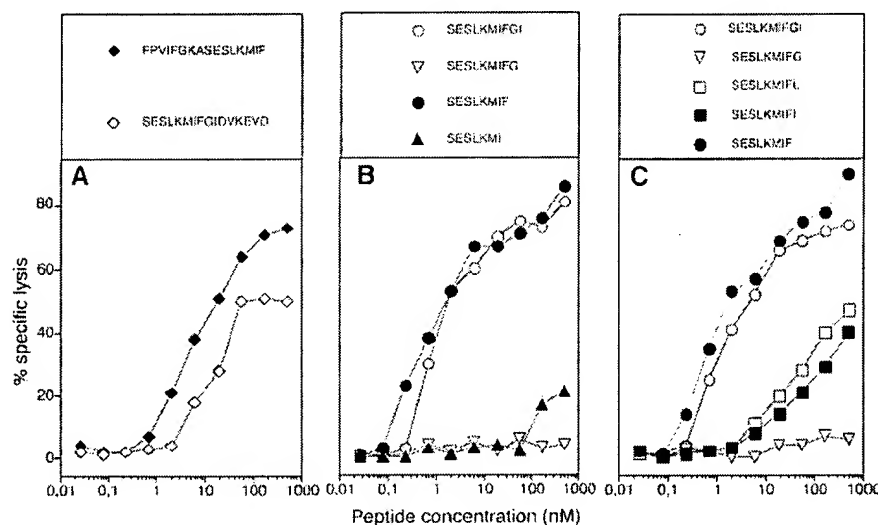 FPVIFGKASESLKMIF
SESLKMIFGIDVKEVD
SESLKMIFGI
SESLKMIFG
SESLKMIF
SESLKMI
SESLKMIFGI
SESLKMIFG
SESLKMIFL
SESLKMIFI
SESLKMIF
A
B
C
% specific lysis
80
60
40
20
0
0,01 0,1 1 10 100 1000
0,01 0,1 1 10 100 1000
0,01 0,1 1 10 100 1000
Peptide concentration (nM)